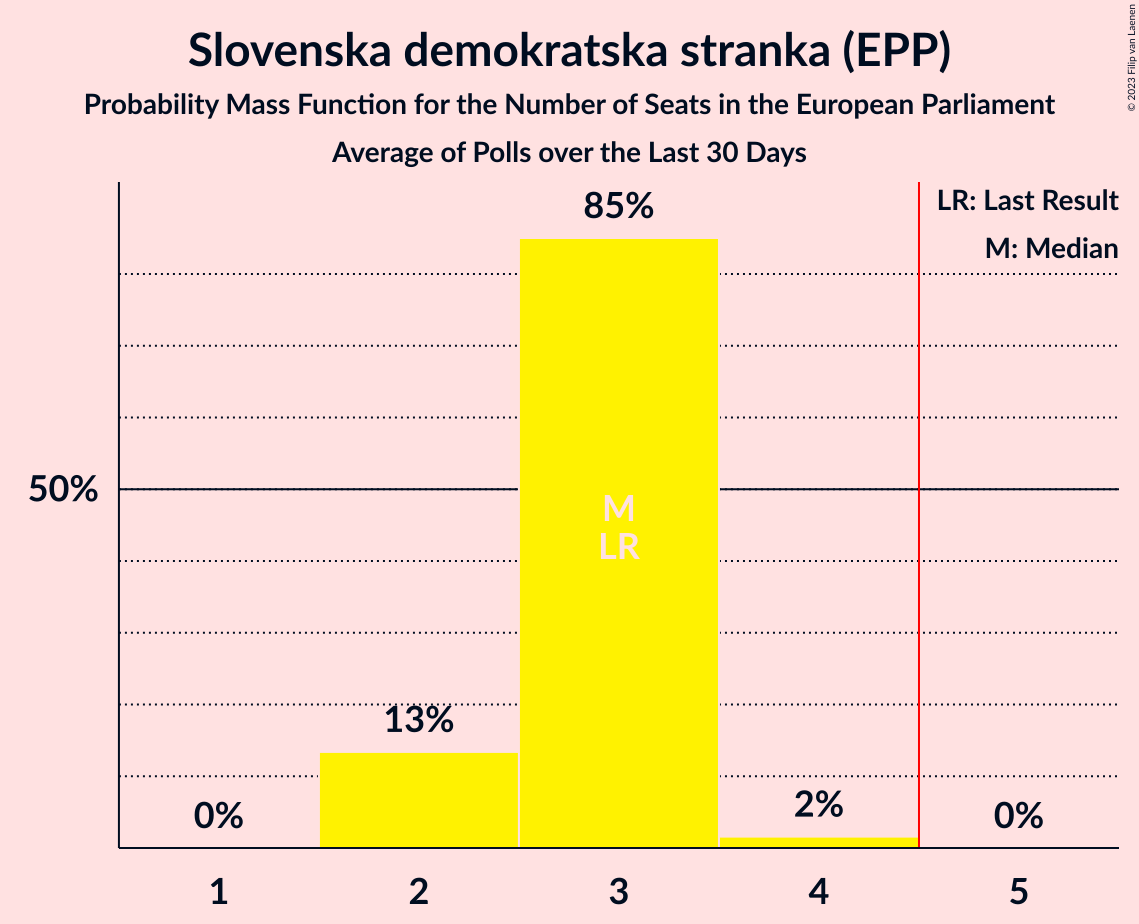 Slovenska demokratska stranka (EPP)
Probability Mass Function for the Number of Seats in the European Parliament
Average of Polls over the Last 30 Days
© 2023 Filip van Laenen
LR: Last Result
M: Median
85%
50%
M
LR
13%
0%
2%
0%
1
2
3
4
5